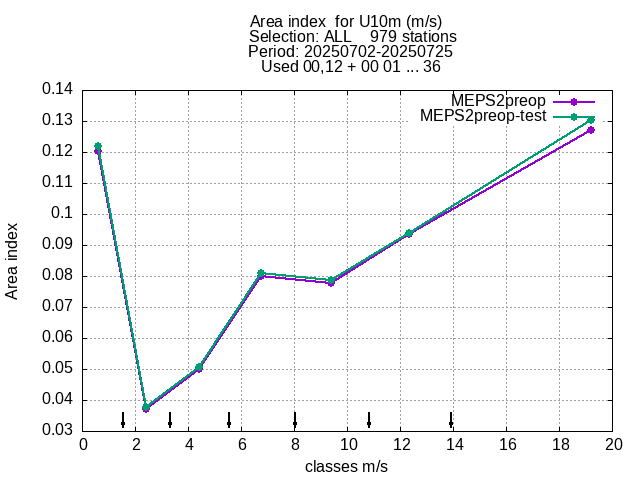 Area index  for U10m (m/s)
Selection: ALL    979 stations
Period: 20250702-20250725
Used 00,12 + 00 01 ... 36
MEPS2preop
MEPS2preop-test
0.14
0.13
0.12
0.11
0.1
0.09
0.08
0.07
0.06
0.05
0.04
0.03
Area index
0 2 4 6 8 10 12 14 16 18 20
classes m/s